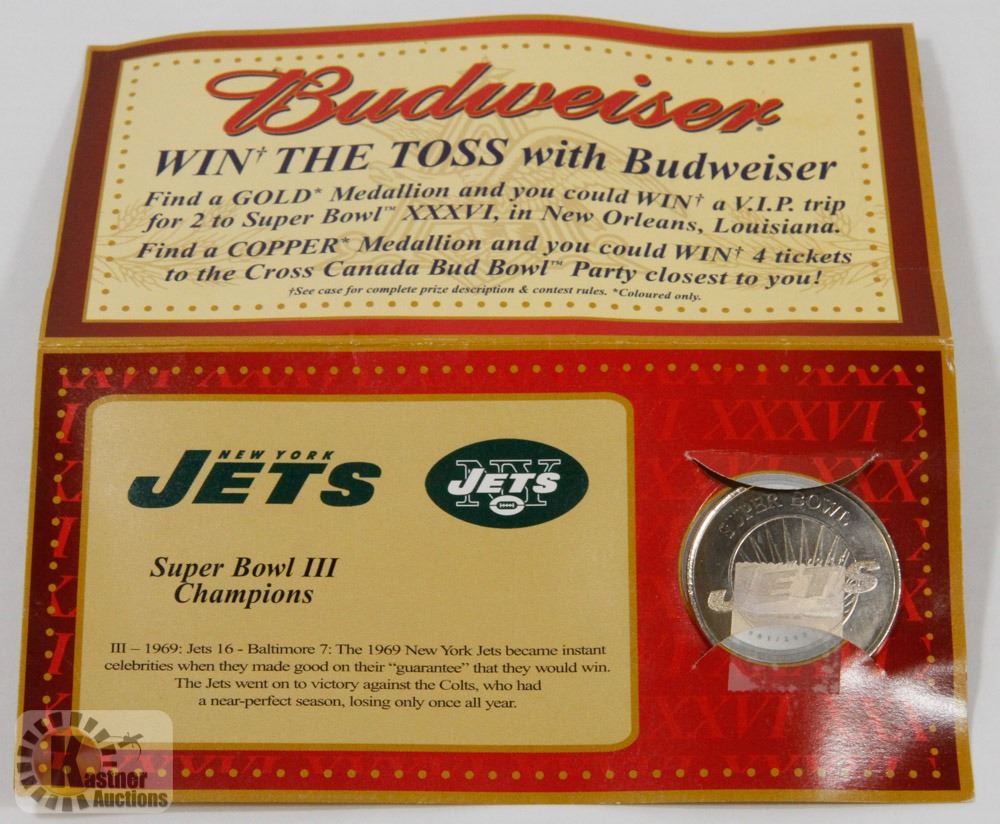 Budweiser
WIN† THE TOSS with Budweiser
Find a GOLD* Medallion and you could WIN† a V.I.P. trip
for 2 to Super Bowl™ XXXVI, in New Orleans, Louisiana.
Find a COPPER* Medallion and you could WIN† 4 tickets
to the Cross Canada Bud Bowl™ Party closest to you!
†See case for complete prize description & contest rules. *Coloured only.
NEW YORK
JETS
NY
JETS
Super Bowl III
Champions
III – 1969: Jets 16 - Baltimore 7: The 1969 New York Jets became instant
celebrities when they made good on their “guarantee” that they would win.
The Jets went on to victory against the Colts, who had
a near-perfect season, losing only once all year.
XXXVI
SUPER BOWL
JETS
Kastner
Auctions